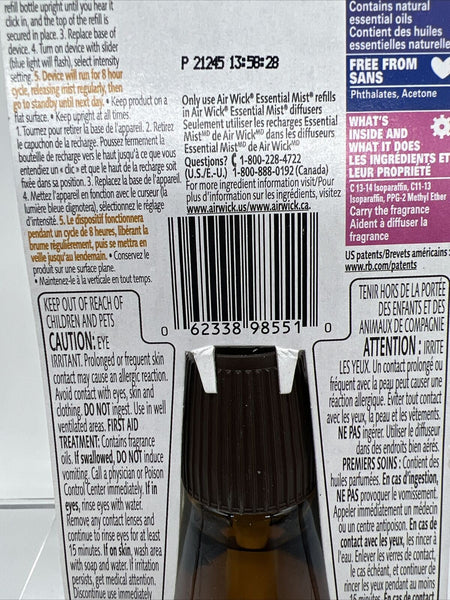 refill bottle upright until you hear it
click in, and the top of the refill is
secured in place. 3. Replace base of
device. 4. Turn on device with slider
(blue light will flash), select intensity
setting. 5. Device will run for 8 hour
cycle, releasing mist regularly, then
go to standby until next day. • Keep product on a
flat surface. • Keep upright at all times.
1. Tournez pour retirer la base de l'appareil. 2. Retirez
le capuchon de la recharge. Poussez fermement la
bouteille de recharge vers le haut jusqu'à ce que vous
entendiez un « clic » et que le haut de la recharge soit
fixée dans sa position. 3. Replacez la base de l'appareil.
4. Mettez l'appareil en fonction avec le curseur (la
lumière bleue clignotera), sélectionnez le réglage
d'intensité. 5. Le dispositif fonctionnera
pendant un cycle de 8 heures, libérant la
brume régulièrement, puis se mettra en
veille jusqu'au lendemain. • Conservez le
produit sur une surface plane.
• Maintenez-le à la verticale en tout temps.
P 21245 13:58:28
Only use Air Wick® Essential Mist® refills
in Air Wick® Essential Mist® diffusers
Seulement utiliser les recharges Essential
Mist MD de Air Wick MD dans les diffuseurs
Essential Mist MD de Air Wick MD
Questions? 1-800-228-4722
(U.S./É.-U.) 1-800-888-0192 (Canada)
For more ingredient information visit/Pour
plus d'information sur les ingrédients, visitez
www.airwick.us/www.airwick.ca.
0 62338 98551 0
Contains natural
essential oils
Contient des huiles
essentielles naturelle
FREE FROM
SANS
Phthalates, Acetone
WHAT'S
INSIDE AND
WHAT IT DOES
LES INGRÉDIENTS ET
LEUR PROPRIÉTÉ
C 13-14 Isoparaffin, C11-13
Isoparaffin, PPG-2 Methyl Ether
Carry the fragrance
Aident à diffuser la
fragrance
US patents/Brevets américains :
www.rb.com/patents
KEEP OUT OF REACH OF
CHILDREN AND PETS
CAUTION: EYE
IRRITANT. Prolonged or frequent skin
contact may cause an allergic reaction.
Avoid contact with eyes, skin and
clothing. DO NOT ingest. Use in well
ventilated areas. FIRST AID
TREATMENT: Contains fragrance
oils. If swallowed, DO NOT induce
vomiting. Call a physician or Poison
Control Center immediately. If in
eyes, rinse eyes with water.
Remove any contact lenses and
continue to rinse eyes for at least
15 minutes. If on skin, wash area
with soap and water. If irritation
persists, get medical attention.
Discontinue use immediately
TENIR HORS DE LA PORTÉE
DES ENFANTS ET DES
ANIMAUX DE COMPAGNIE
ATTENTION : IRRITE
LES YEUX. Un contact prolongé ou
fréquent avec la peau peut causer une
réaction allergique. Éviter tout contact
avec les yeux, la peau et les vêtements.
NE PAS ingérer. Utiliser le diffuseur
dans des endroits bien aérés
PREMIERS SOINS : Contient des
huiles parfumées. En cas d'ingestion,
NE PAS provoquer le vomissement.
Appeler immédiatement un médecin
ou un centre antipoison. En cas de
contact avec les yeux, les rincer à
l'eau. Enlever les verres de contact,
le cas échéant, et continuer de
rincer les yeux pendant au moins
15 minutes. En cas de contact